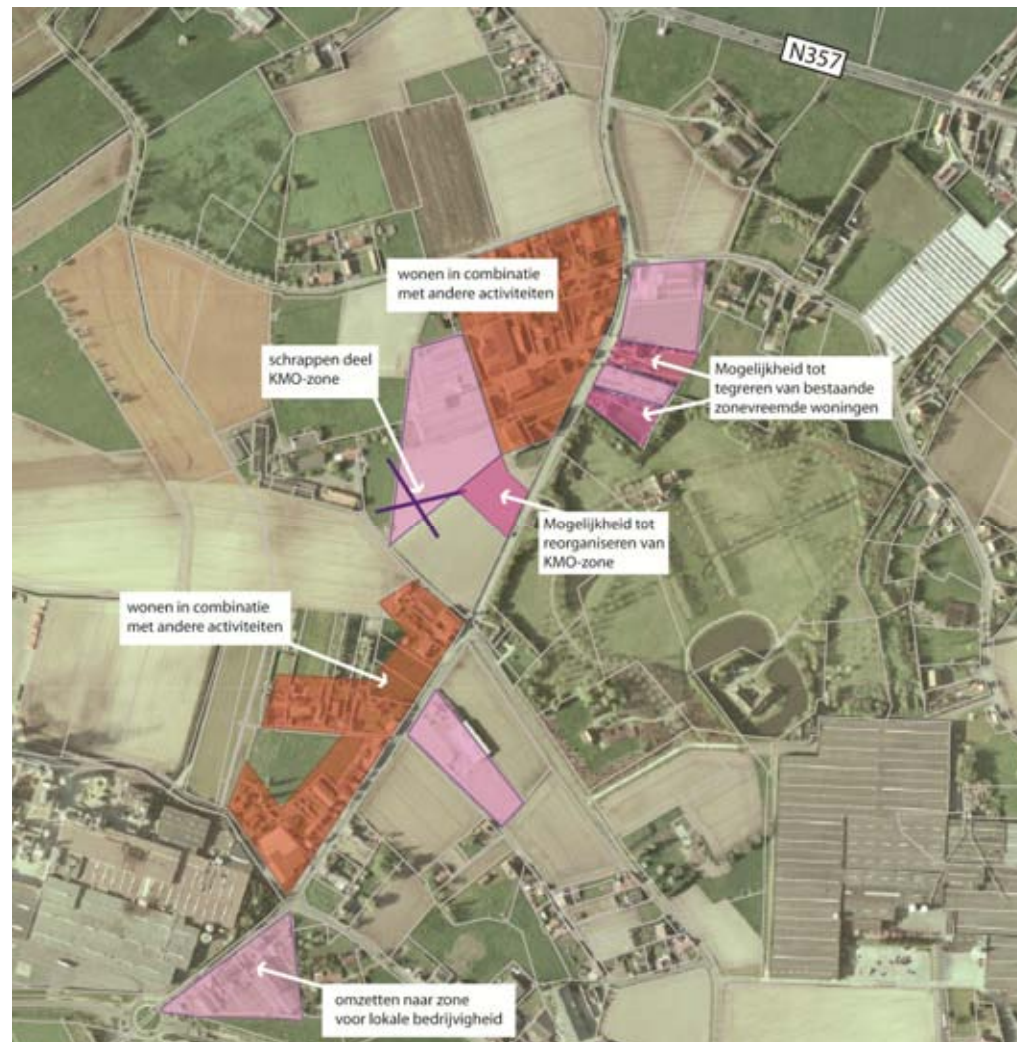 N357
wonen in combinatie
met andere activiteiten
schrappen deel
KMO-zone
Mogelijkheid tot
tegreren van bestaande
zonevreemde woningen
Mogelijkheid tot
reorganiseren van
KMO-zone
wonen in combinatie
met andere activiteiten
omzetten naar zone
voor lokale bedrijvigheid